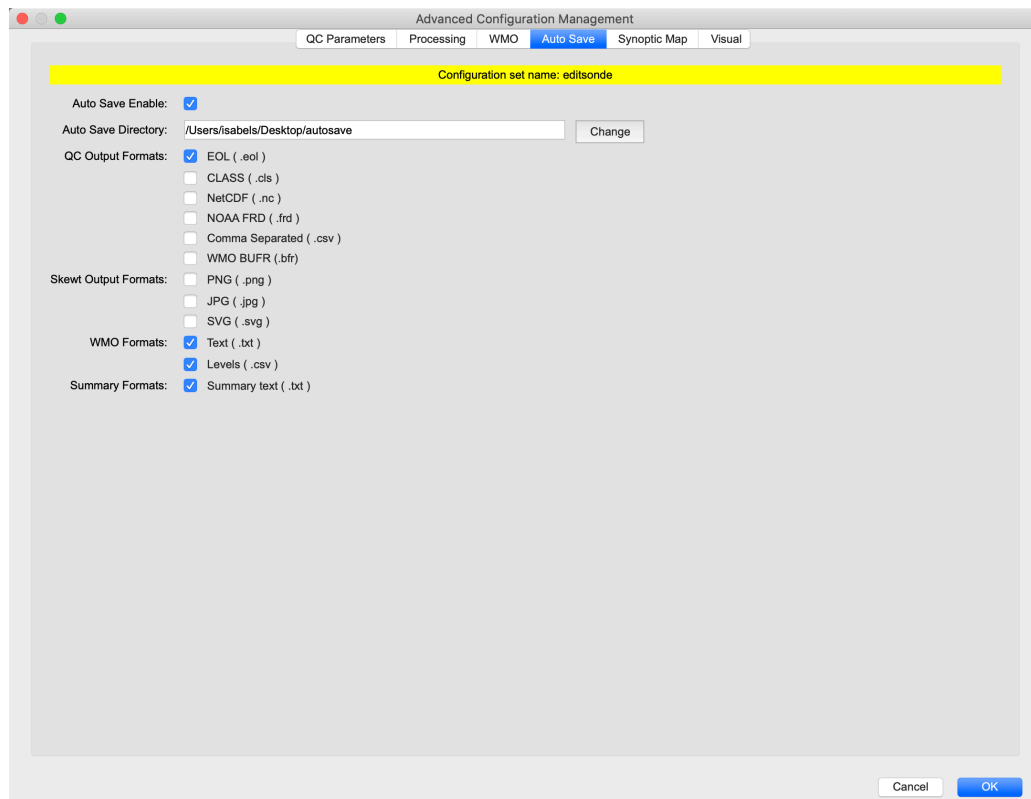 Advanced Configuration Management
QC Parameters Processing WMO Auto Save Synoptic Map Visual
Configuration set name: editsonde
Auto Save Enable:
Auto Save Directory: /Users/isabels/Desktop/autosave Change
QC Output Formats: EOL ( .eol )
CLASS ( .cls )
NetCDF ( .nc )
NOAA FRD ( .frd )
Comma Separated ( .csv )
WMO BUFR (.bfr)
Skewt Output Formats: PNG ( .png )
JPG ( .jpg )
SVG ( .svg )
WMO Formats: Text ( .txt )
Levels ( .csv )
Summary Formats: Summary text ( .txt )
Cancel OK